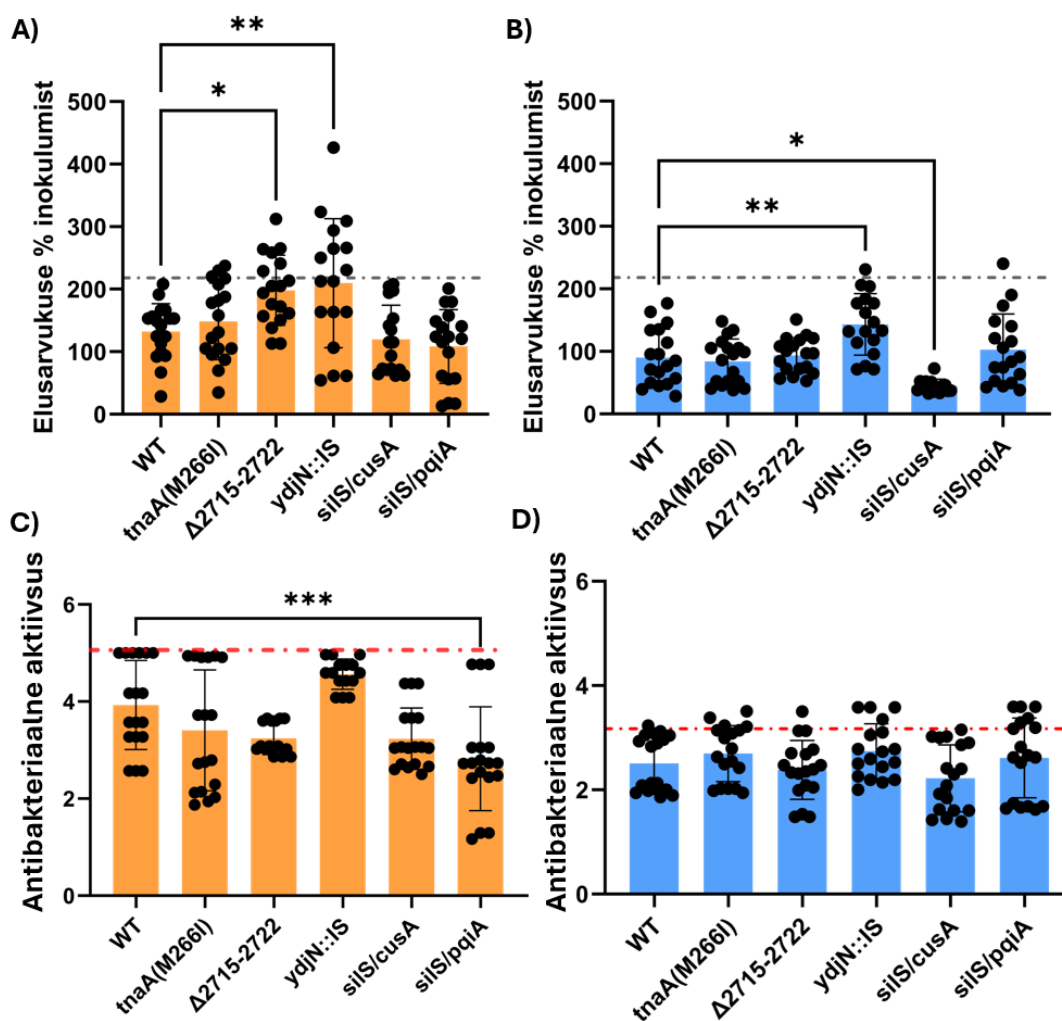 A)
**
*
Elusarvukuse % inokulumist
500
400
300
200
100
0
WT
tnaA(M266I)
Δ2715-2722
ydjN::IS
silS/cusA
silS/pqiA
B)
*
**
Elusarvukuse % inokulumist
500
400
300
200
100
0
WT
tnaA(M266I)
Δ2715-2722
ydjN::IS
silS/cusA
silS/pqiA
C)
***
Antibakteriaalne aktiivsus
6
4
2
0
WT
tnaA(M266I)
Δ2715-2722
ydjN::IS
silS/cusA
silS/pqiA
D)
Antibakteriaalne aktiivsus
6
4
2
0
WT
tnaA(M266I)
Δ2715-2722
ydjN::IS
silS/cusA
silS/pqiA